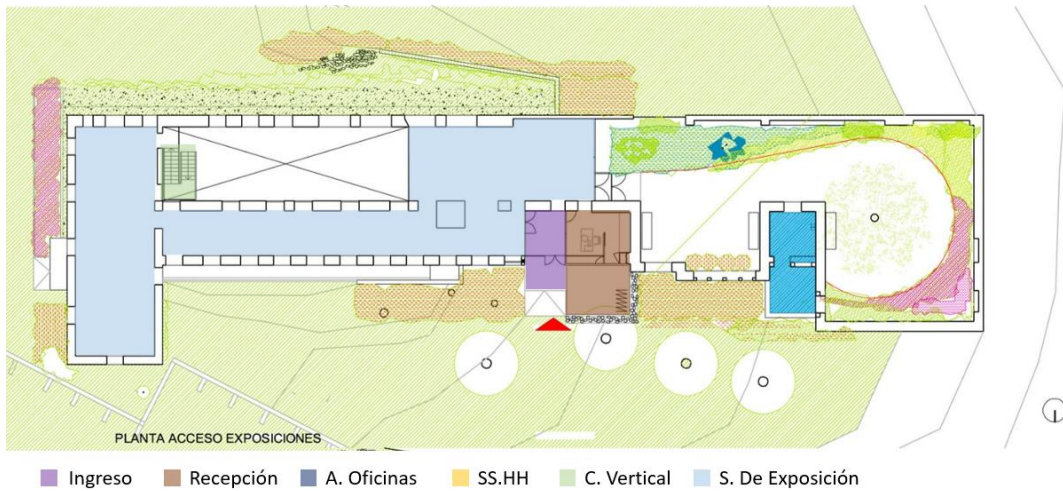 PLANTA ACCESO EXPOSICIONES
Ingreso Recepción A. Oficinas SS.HH C. Vertical S. De Exposición